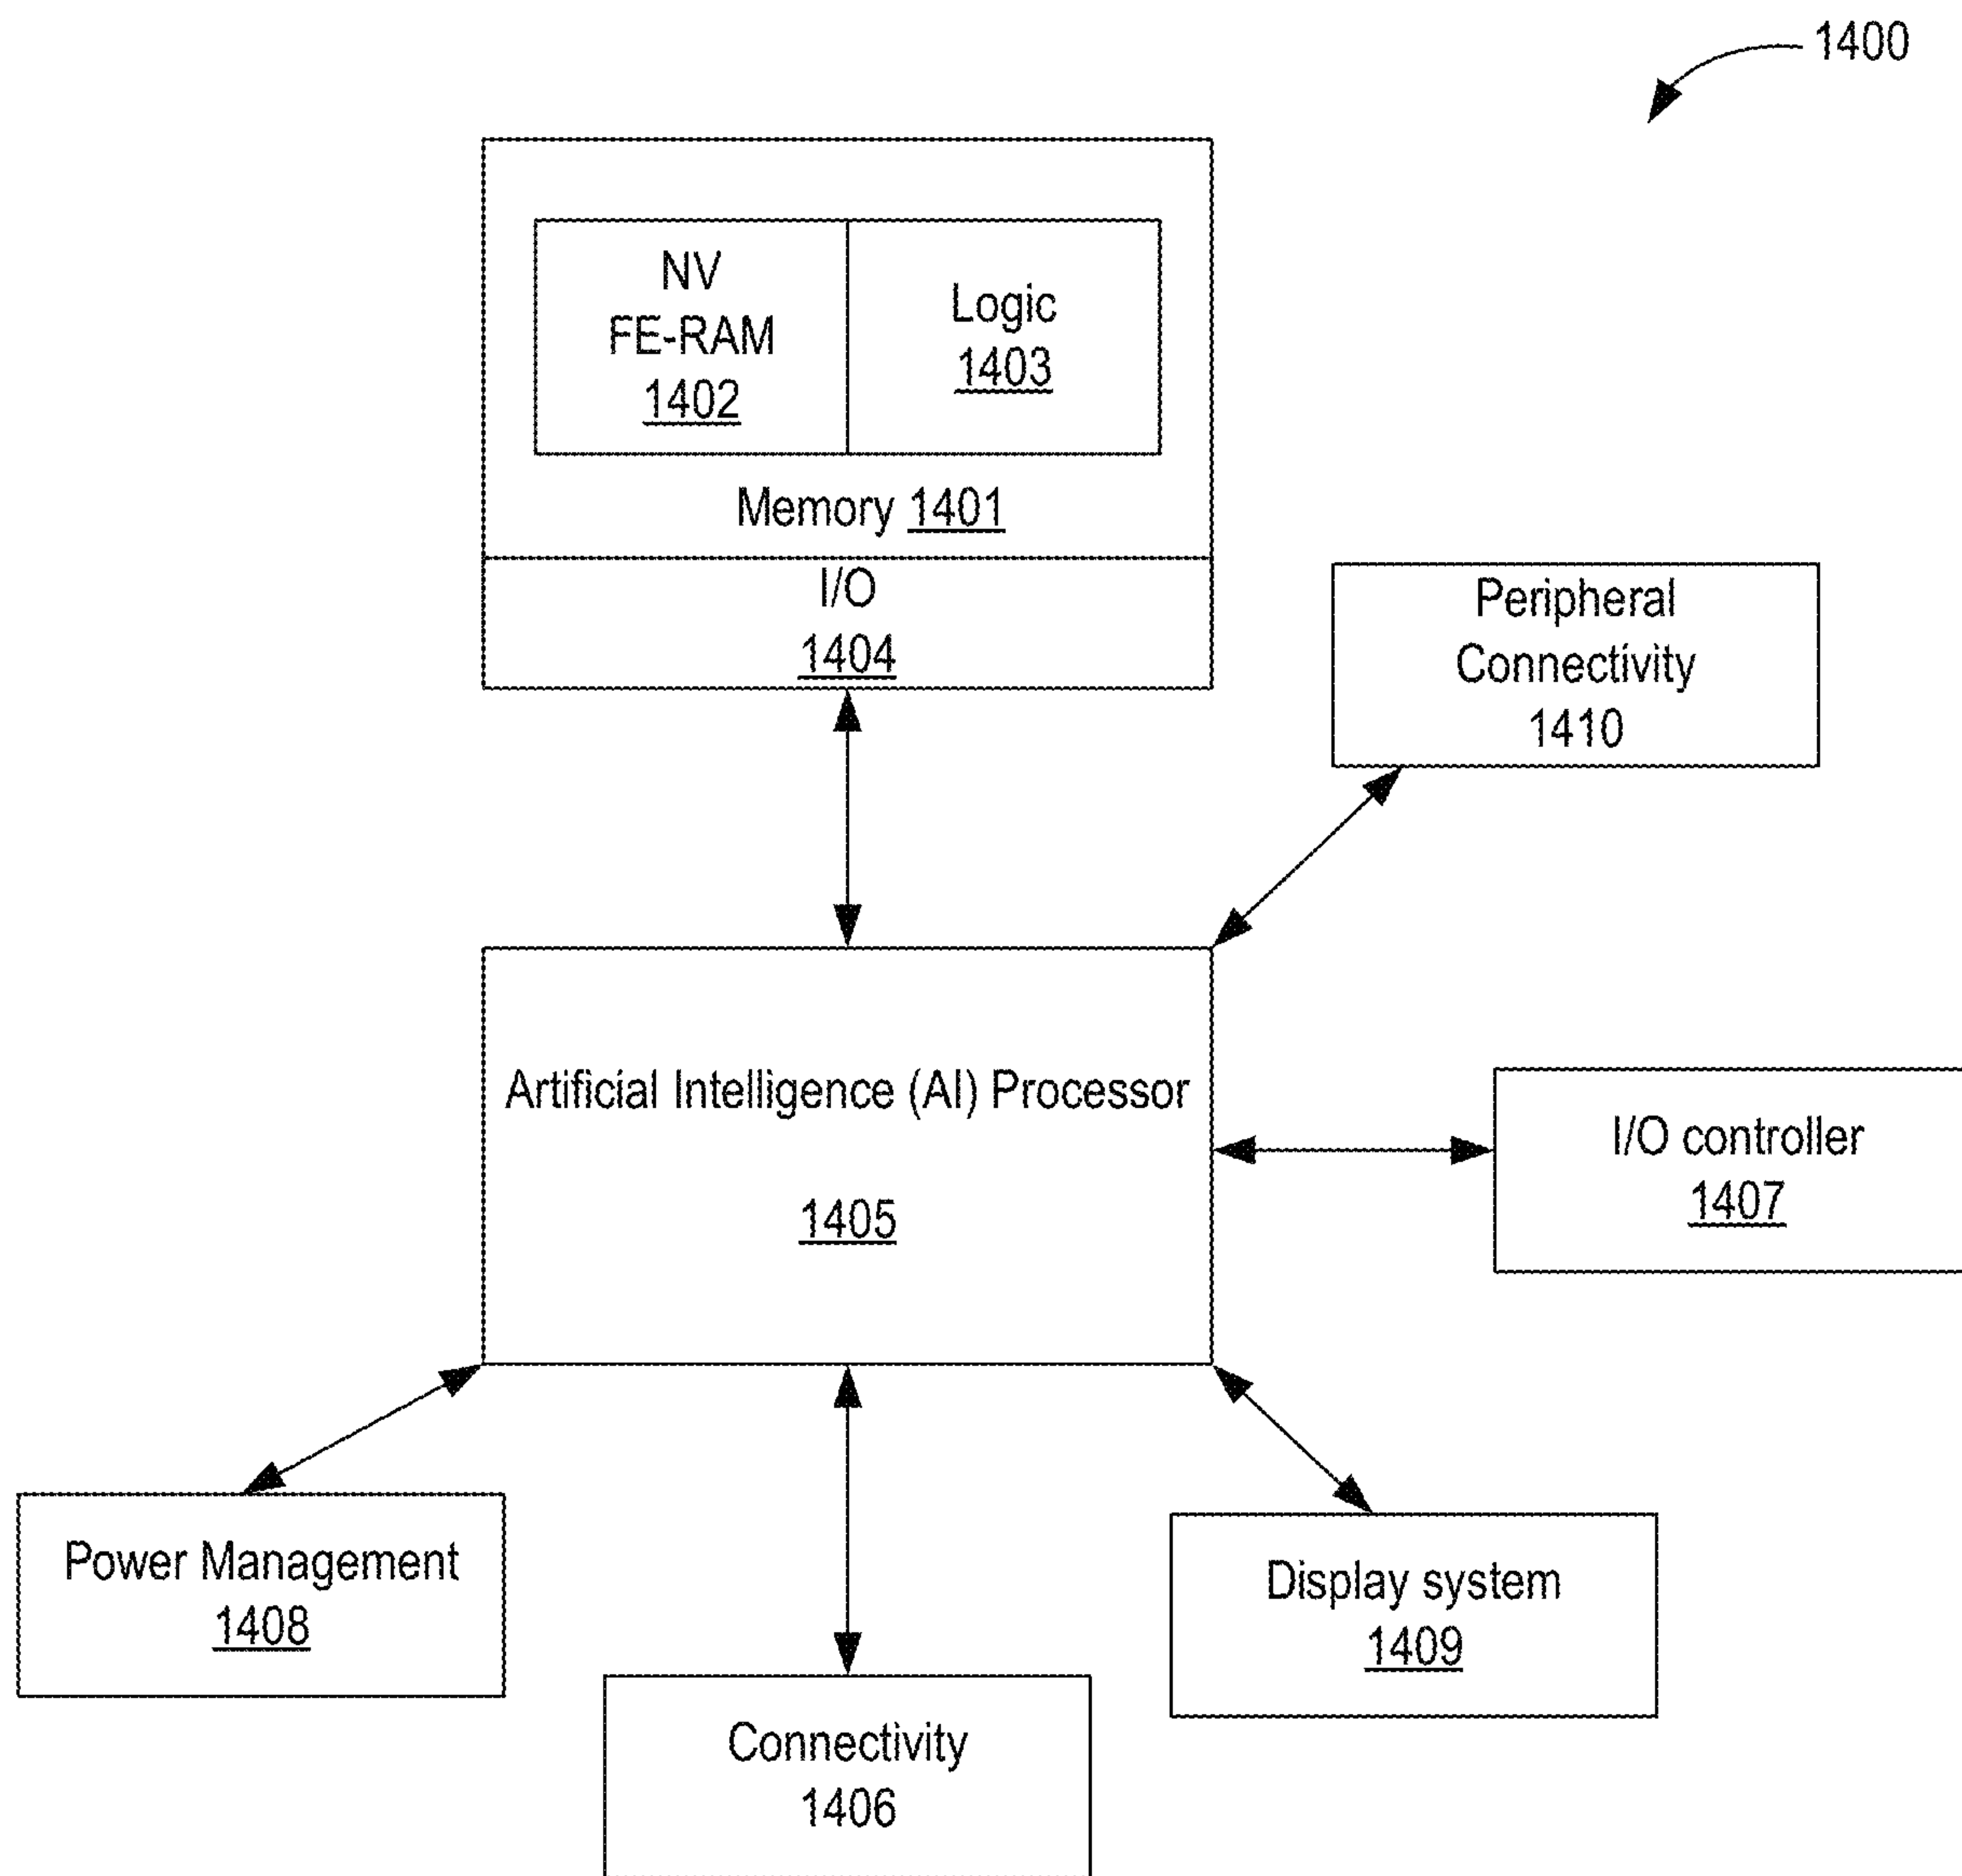 1400
NV
FE-RAM
1402
Logic
1403
Memory 1401
I/O
1404
Peripheral
Connectivity
1410
Artificial Intelligence (AI) Processor
1405
I/O controller
1407
Power Management
1408
Display system
1409
Connectivity
1406